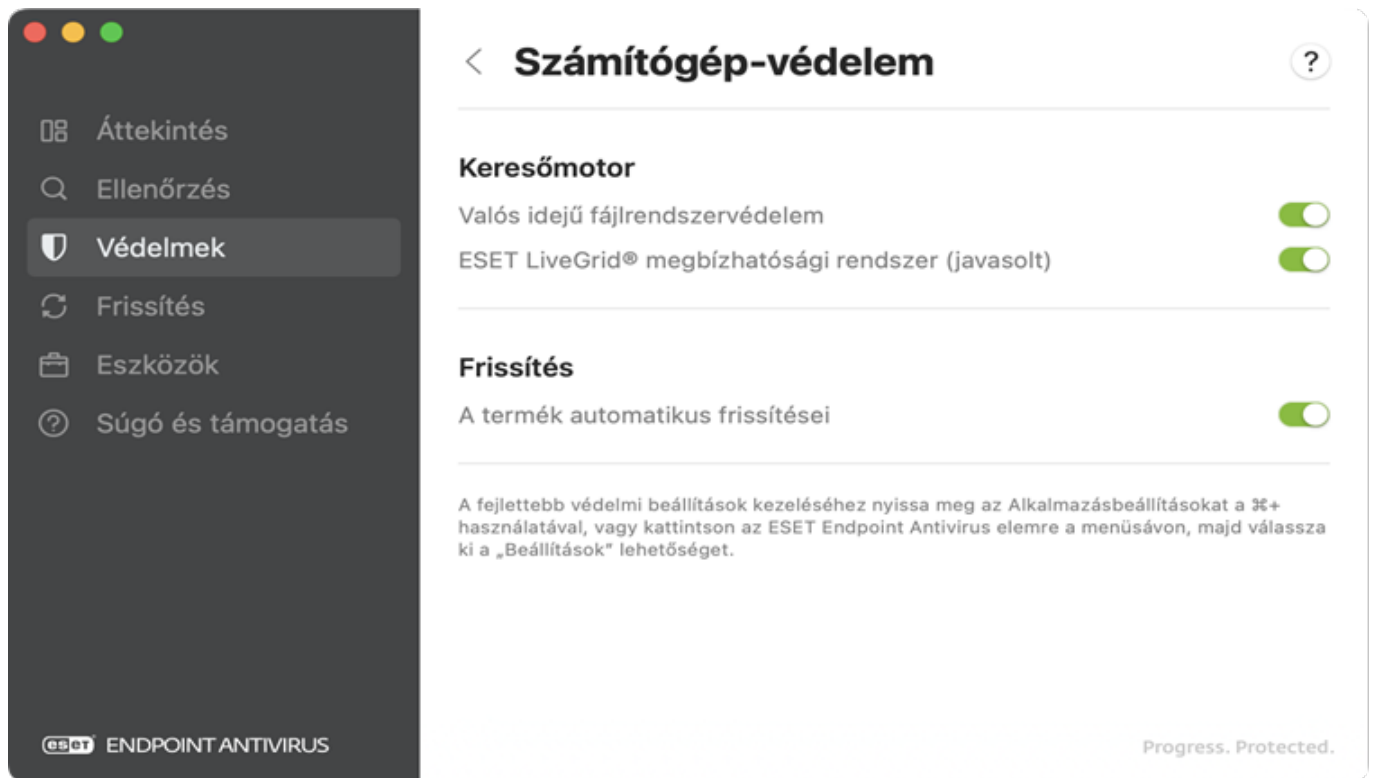 Áttekintés
Ellenőrzés
Védelmek
Frissítés
Eszközök
Súgó és támogatás
eseT ENDPOINT ANTIVIRUS
Számítógép-védelem
?
Keresőmotor
Valós idejű fájlrendszervédelem
ESET LiveGrid® megbízhatósági rendszer (javasolt)
Frissítés
A termék automatikus frissítései
A fejlettebb védelmi beállítások kezeléséhez nyissa meg az Alkalmazásbeállításokat a ⌘+
használatával, vagy kattintson az ESET Endpoint Antivirus elemre a menüsávon, majd válassza
ki a „Beállítások” lehetőséget.
Progress. Protected.